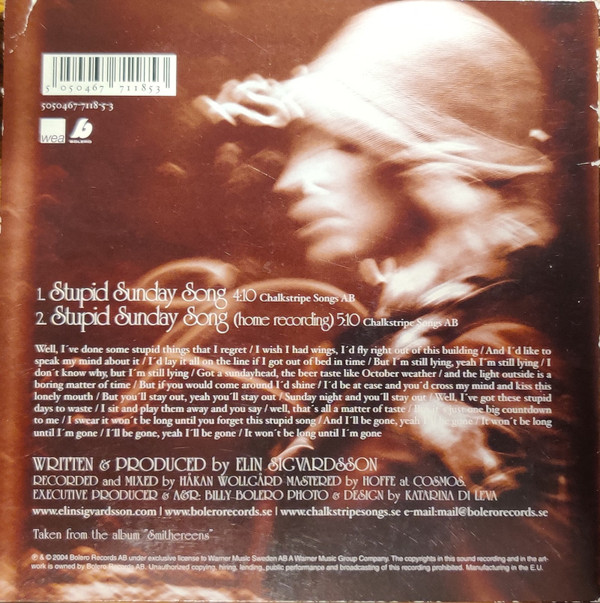 5 050467 711853
5050467-7118-5-3
wea
1. Stupid Sunday Song 4:10 Chalkstripe Songs AB
2. Stupid Sunday Song (home recording) 5:10 Chalkstripe Songs AB
Well, I´ve done some stupid things that I regret / I wish I had wings, I´d fly right out of this building / And I´d like to
speak my mind about it / I´d lay it all on the line if I got out of bed in time / But I´m still lying, yeah I´m still lying / I
don´t know why, but I´m still lying / Got a sundayhead, the beer taste like October weather / and the light outside is a
boring matter of time / But if you would come around I´d shine / I´d be at ease and you´d cross my mind and kiss this
lonely mouth / But you´ll stay out, yeah you´ll stay out / Sunday night and you´ll stay out / Well, I´ve got these stupid
days to waste / I sit and play them away and you say / well, that´s all a matter of taste / one big countdown
to me / I swear it won´t be long until you forget this stupid song / And I´ll be gone, yeah I´ll be gone / It won´t be long
until I´m gone / I´ll be gone, yeah I´ll be gone / It won´t be long until I´m gone
WRITTEN & PRODUCED by ELIN SIGVARDSSON
RECORDED and MIXED by HÅKAN WOLLGÅRD MASTERED by HOFFE at COSMOS.
EXECUTIVE PRODUCER & A&R: BILLY BOLERO PHOTO & DESIGN by KATARINA DI LEVA
www.elinsigvardsson.com | www.bolerorecords.se | www.chalkstripesongs.se e-mail:mail@bolerorecords.se
Taken from the album "Smithereens"
℗ & © 2004 Bolero Records AB under exclusive license to Warner Music Sweden AB A Warner Music Group Company. The copyrights in this sound recording and in the art-
work is owned by Bolero Records AB. Unauthorized copying, hiring, lending, public performance and broadcasting of this recording prohibited. Manufacturing in the E.U.